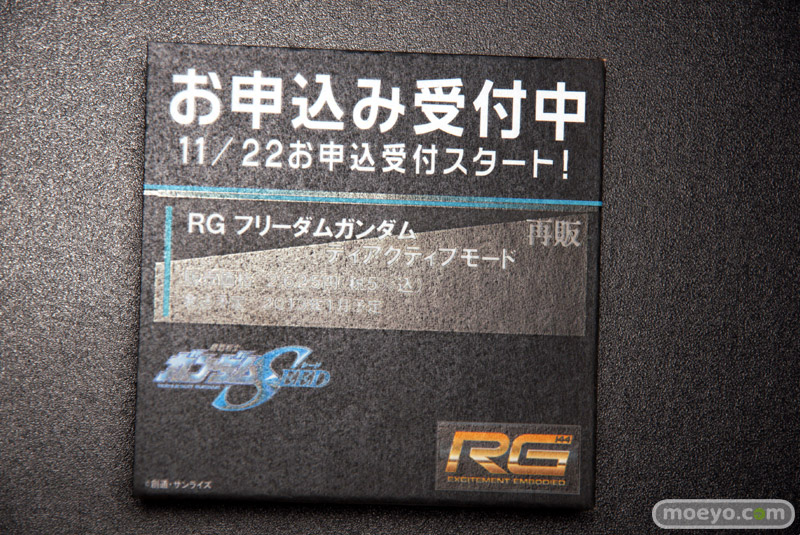 お申込み受付中
11/22お申込受付スタート!
RG フリーダムガンダム
ディアクティブモード
再販
SEED
RG
144
EXCITEMENT EMBODIED
©創通・サンライズ
moeyo.com